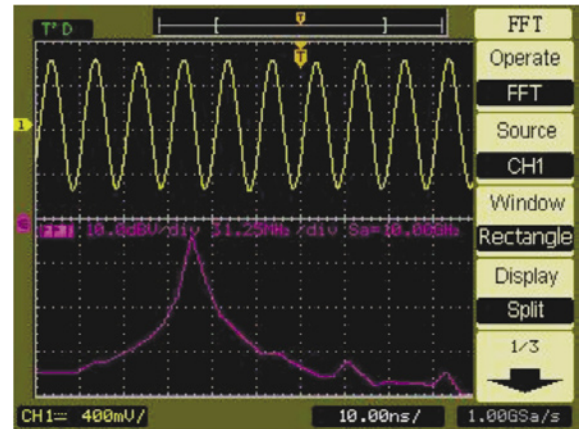 T'D
FFT
Operate
FFT
Source
CH1
Window
Rectangle
Display
Split
1/3
T
1
FFT 10.0dBV/div 31.25MHz /div Sa=10.00GHz
CH1 400mV/
10.00ns/
1.00GSa/s